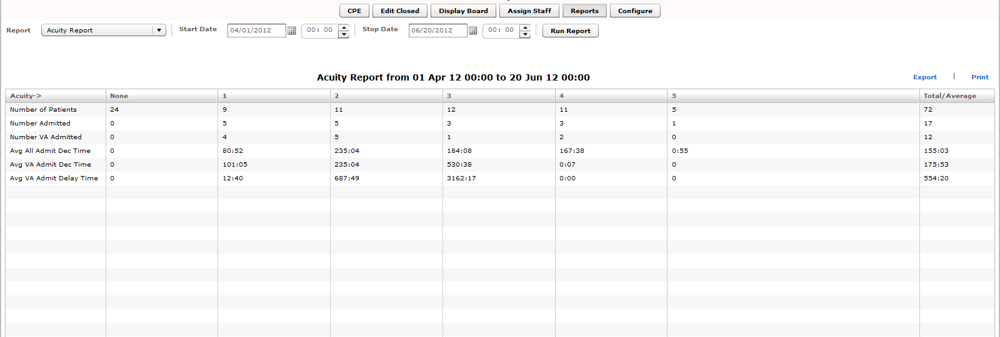 CPE Edit Closed Display Board Assign Staff Reports Configure
Report Acuity Report Start Date 04/01/2012 00: 00 Stop Date 06/20/2012 00: 00 Run Report
Acuity Report from 01 Apr 12 00:00 to 20 Jun 12 00:00 Export | Print
Acuity-> None 1 2 3 4 5 Total/Average
Number of Patients 24 9 11 12 11 5 72
Number Admitted 0 5 5 3 3 1 17
Number VA Admitted 0 4 5 1 2 0 12
Avg All Admit Dec Time 0 80:52 235:04 184:08 167:38 0:55 155:03
Avg VA Admit Dec Time 0 101:05 235:04 530:38 0:07 0 175:53
Avg VA Admit Delay Time 0 12:40 687:49 3162:17 0:00 0 554:20